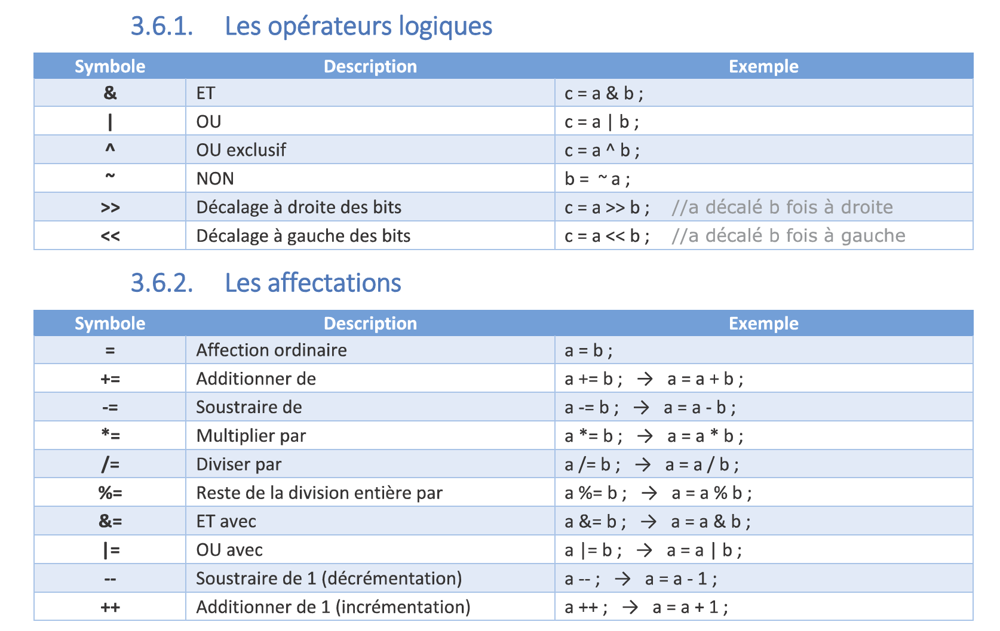 3.6.1. Les opérateurs logiques
Symbole Description Exemple
& ET c = a & b ;
| OU c = a | b ;
^ OU exclusif c = a ^ b ;
~ NON b = ~ a ;
>> Décalage à droite des bits c = a >> b ; //a décalé b fois à droite
<< Décalage à gauche des bits c = a << b ; //a décalé b fois à gauche
3.6.2. Les affectations
Symbole Description Exemple
= Affection ordinaire a = b ;
+= Additionner de a += b ; → a = a + b ;
-= Soustraire de a -= b ; → a = a - b ;
*= Multiplier par a *= b ; → a = a * b ;
/= Diviser par a /= b ; → a = a / b ;
%= Reste de la division entière par a %= b ; → a = a % b ;
&= ET avec a &= b ; → a = a & b ;
|= OU avec a |= b ; → a = a | b ;
-- Soustraire de 1 (décrémentation) a -- ; → a = a - 1 ;
++ Additionner de 1 (incrémentation) a ++ ; → a = a + 1 ;